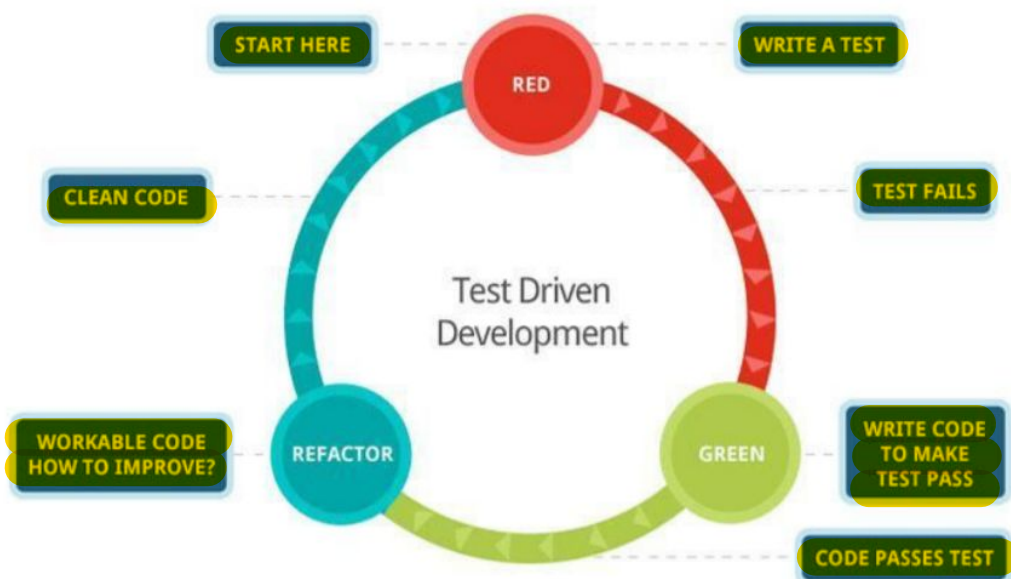 START HERE
WRITE A TEST
RED
CLEAN CODE
TEST FAILS
Test Driven
Development
WORKABLE CODE
HOW TO IMPROVE?
REFACTOR
GREEN
WRITE CODE
TO MAKE
TEST PASS
CODE PASSES TEST